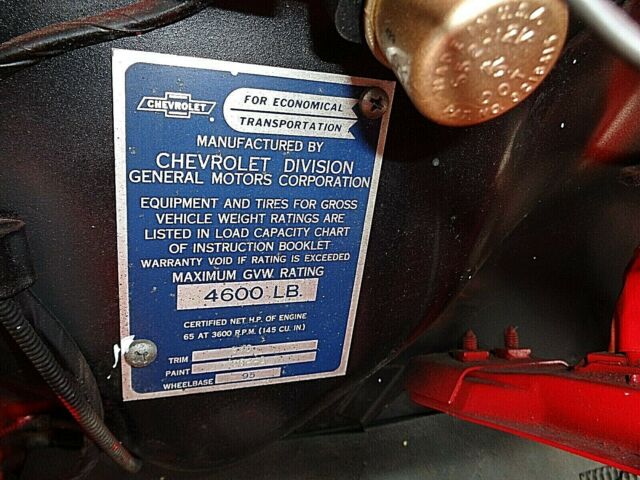 CHEVROLET
FOR ECONOMICAL
TRANSPORTATION
MANUFACTURED BY
CHEVROLET DIVISION
GENERAL MOTORS CORPORATION
EQUIPMENT AND TIRES FOR GROSS
VEHICLE WEIGHT RATINGS ARE
LISTED IN LOAD CAPACITY CHART
OF INSTRUCTION BOOKLET
WARRANTY VOID IF RATING IS EXCEEDED
MAXIMUM GVW RATING
4600 LB.
CERTIFIED NET H.P. OF ENGINE
65 AT 3600 R.P.M. (145 CU. IN.)
TRIM
PAINT
WHEELBASE 95
U.S.A.